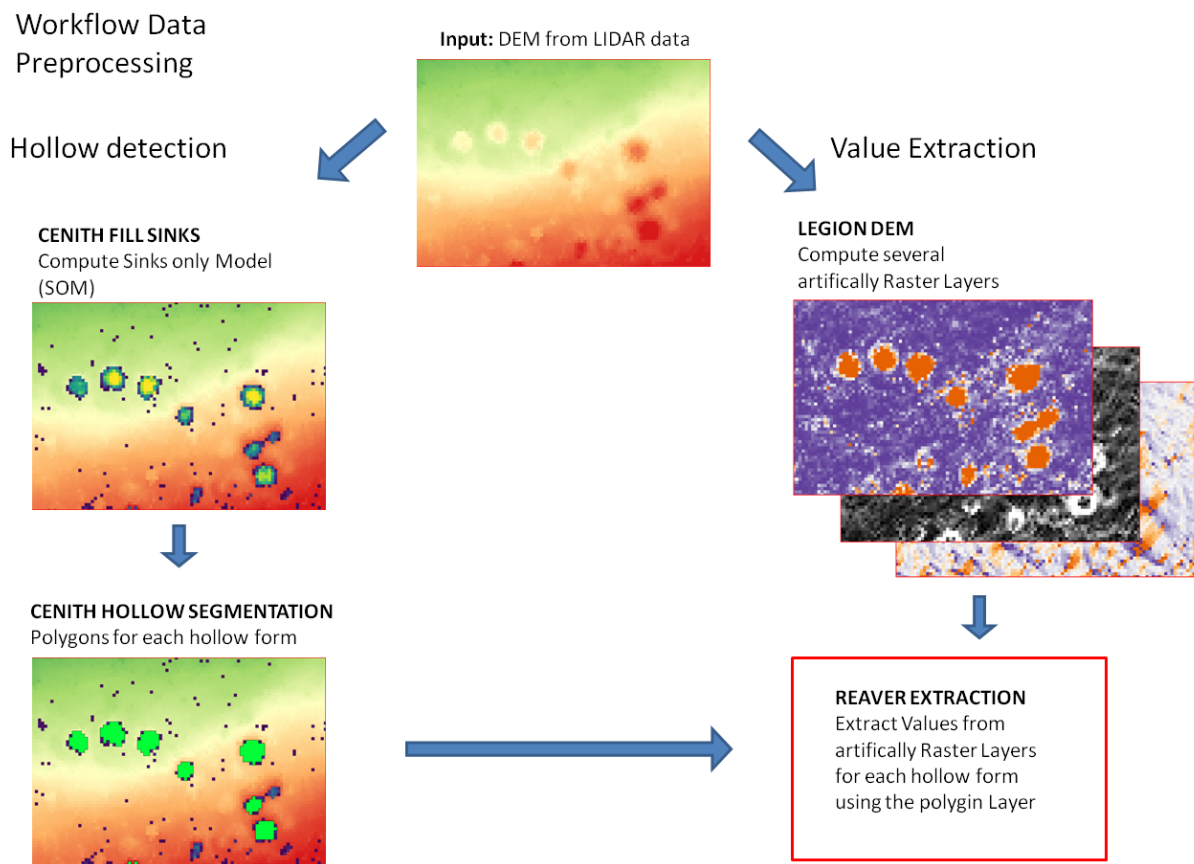 Workflow Data
Preprocessing
Input: DEM from LIDAR data
Hollow detection
Value Extraction
CENITH FILL SINKS
Compute Sinks only Model
(SOM)
LEGION DEM
Compute several
artifically Raster Layers
CENITH HOLLOW SEGMENTATION
Polygons for each hollow form
REAVER EXTRACTION
Extract Values from
artifically Raster Layers
for each hollow form
using the polygin Layer